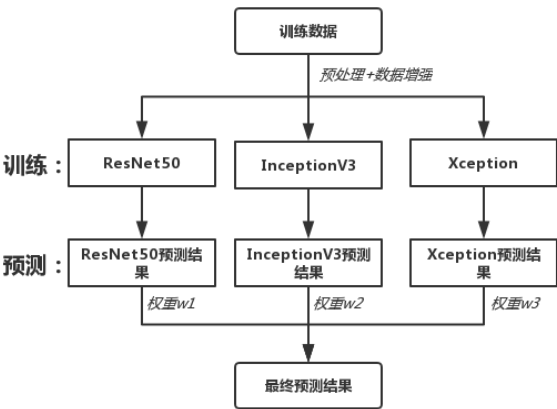 训练数据
预处理+数据增强
训练：
ResNet50
InceptionV3
Xception
预测：
ResNet50预测结
果
InceptionV3预测
结果
Xception预测结
果
权重w1
权重w2
权重w3
最终预测结果